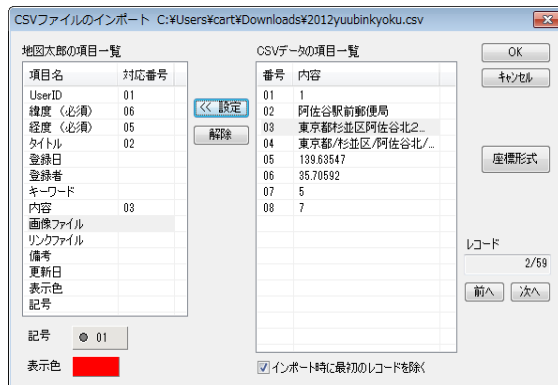 CSVファイルのインポート C:¥Users¥cart¥Downloads¥2012yuubinkyoku.csv
地図太郎の項目一覧
項目名 対応番号
UserID 01
緯度（必須） 06
経度（必須） 05
タイトル 02
登録日
登録者
キーワード
内容 03
画像ファイル
リンクファイル
備考
更新日
表示色
記号
記号 01
表示色
<< 設定
解除
CSVデータの項目一覧
番号 内容
01 1
02 阿佐谷駅前郵便局
03 東京都杉並区阿佐谷北2...
04 東京都/杉並区/阿佐谷北/...
05 139.63547
06 35.70592
07 5
08 7
インポート時に最初のレコードを除く
OK
キャンセル
座標形式
レコード
2/59
前へ 次へ